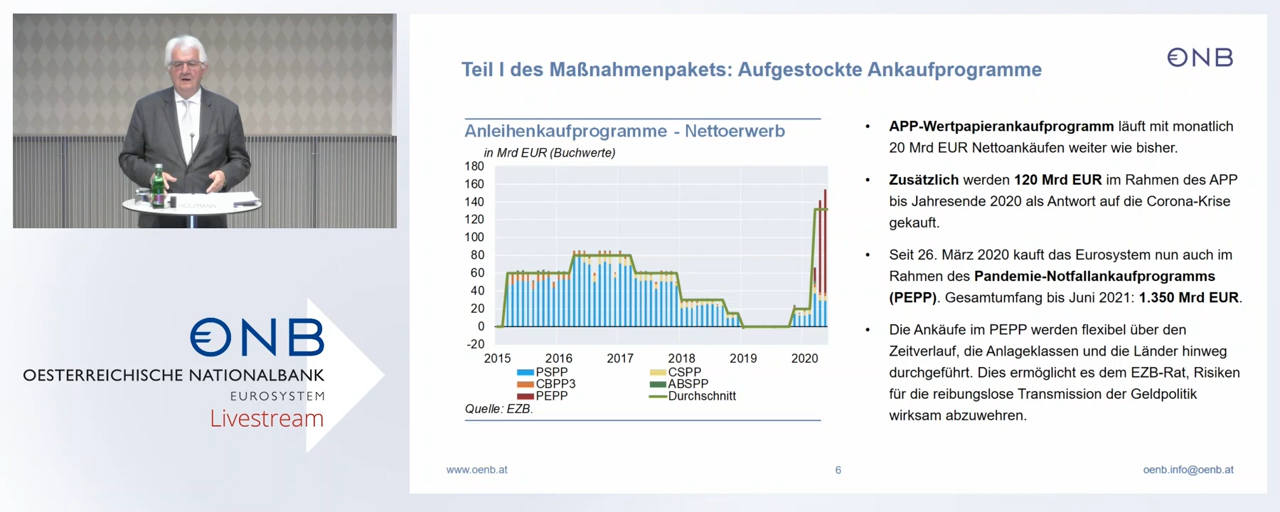 HOLZMANN
ONB
OESTERREICHISCHE NATIONALBANK
EUROSYSTEM
Livestream
ONB
Teil I des Maßnahmenpakets: Aufgestockte Ankaufprogramme
Anleihenkaufprogramme - Nettoerwerb
in Mrd EUR (Buchwerte)
180
160
140
120
100
80
60
40
20
0
-20
2015 2016 2017 2018 2019 2020
PSPP CSPP
CBPP3 ABSPP
PEPP Durchschnitt
Quelle: EZB.
• APP-Wertpapierankaufprogramm läuft mit monatlich
20 Mrd EUR Nettoankäufen weiter wie bisher.
• Zusätzlich werden 120 Mrd EUR im Rahmen des APP
bis Jahresende 2020 als Antwort auf die Corona-Krise
gekauft.
• Seit 26. März 2020 kauft das Eurosystem nun auch im
Rahmen des Pandemie-Notfallankaufprogramms
(PEPP). Gesamtumfang bis Juni 2021: 1.350 Mrd EUR.
• Die Ankäufe im PEPP werden flexibel über den
Zeitverlauf, die Anlageklassen und die Länder hinweg
durchgeführt. Dies ermöglicht es dem EZB-Rat, Risiken
für die reibungslose Transmission der Geldpolitik
wirksam abzuwehren.
www.oenb.at
6
oenb.info@oenb.at